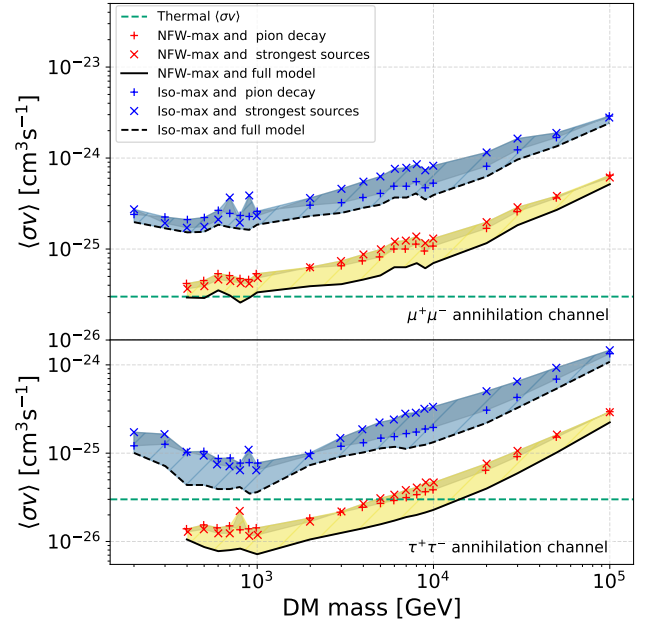 Thermal ⟨σv⟩
NFW-max and pion decay
NFW-max and strongest sources
NFW-max and full model
Iso-max and pion decay
Iso-max and strongest sources
Iso-max and full model
⟨σv⟩ [cm³s⁻¹]
10⁻²³
10⁻²⁴
10⁻²⁵
10⁻²⁶
μ⁺μ⁻ annihilation channel
⟨σv⟩ [cm³s⁻¹]
10⁻²⁴
10⁻²⁵
10⁻²⁶
τ⁺τ⁻ annihilation channel
10³
10⁴
10⁵
DM mass [GeV]